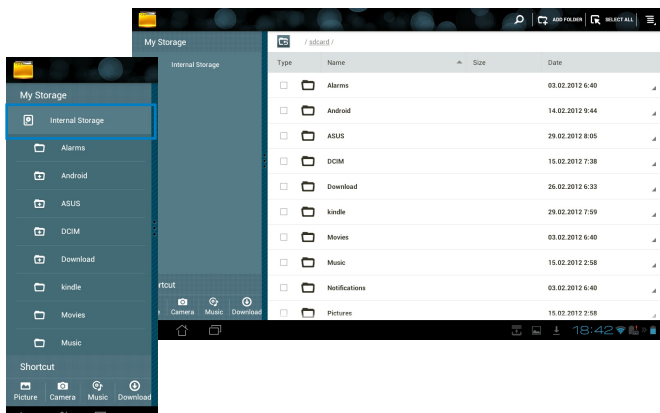 My Storage
Internal Storage
Alarms
Android
ASUS
DCIM
Download
kindle
Movies
Music
Shortcut
Picture Camera Music Download
ADD FOLDER SELECT ALL
My Storage
Internal Storage
rtcut
e Camera Music Download
/ sdcard /
Type Name Size Date
Alarms 03.02.2012 6:40
Android 14.02.2012 9:44
ASUS 29.02.2012 8:05
DCIM 15.02.2012 7:38
Download 26.02.2012 6:33
kindle 29.02.2012 7:59
Movies 03.02.2012 6:40
Music 15.02.2012 2:58
Notifications 03.02.2012 6:40
Pictures 15.02.2012 2:58
18:42